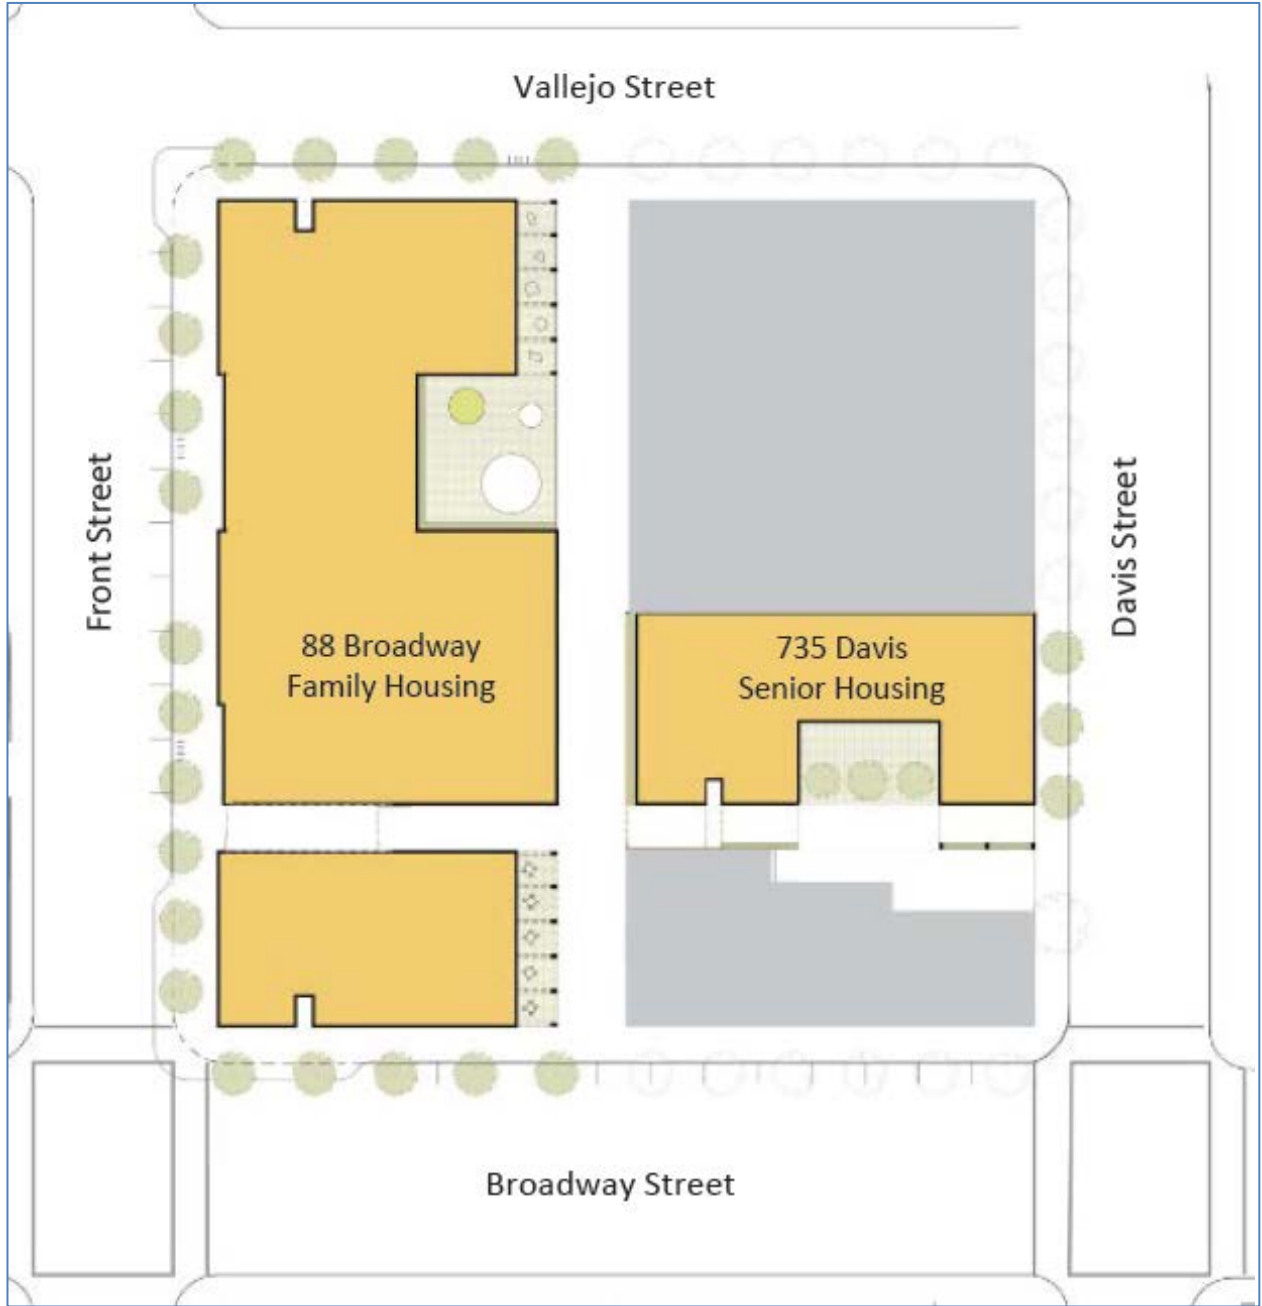 Vallejo Street
Front Street
Davis Street
88 Broadway
Family Housing
735 Davis
Senior Housing
Broadway Street